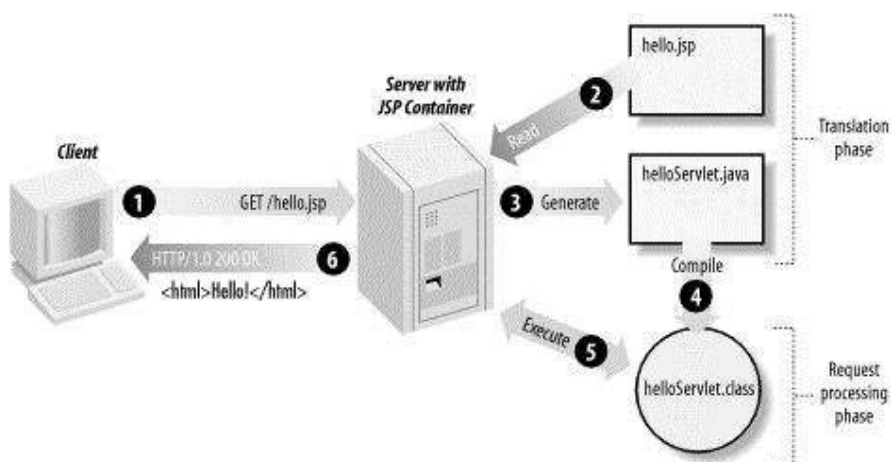 hello.jsp
Server with
JSP Container
2
Read
Translation
phase
Client
helloServlet.java
1
GET /hello.jsp
3
Generate
6
HTTP/1.0 200 OK
<html>Hello!</html>
Compile
4
Execute
5
helloServlet.class
Request
processing
phase